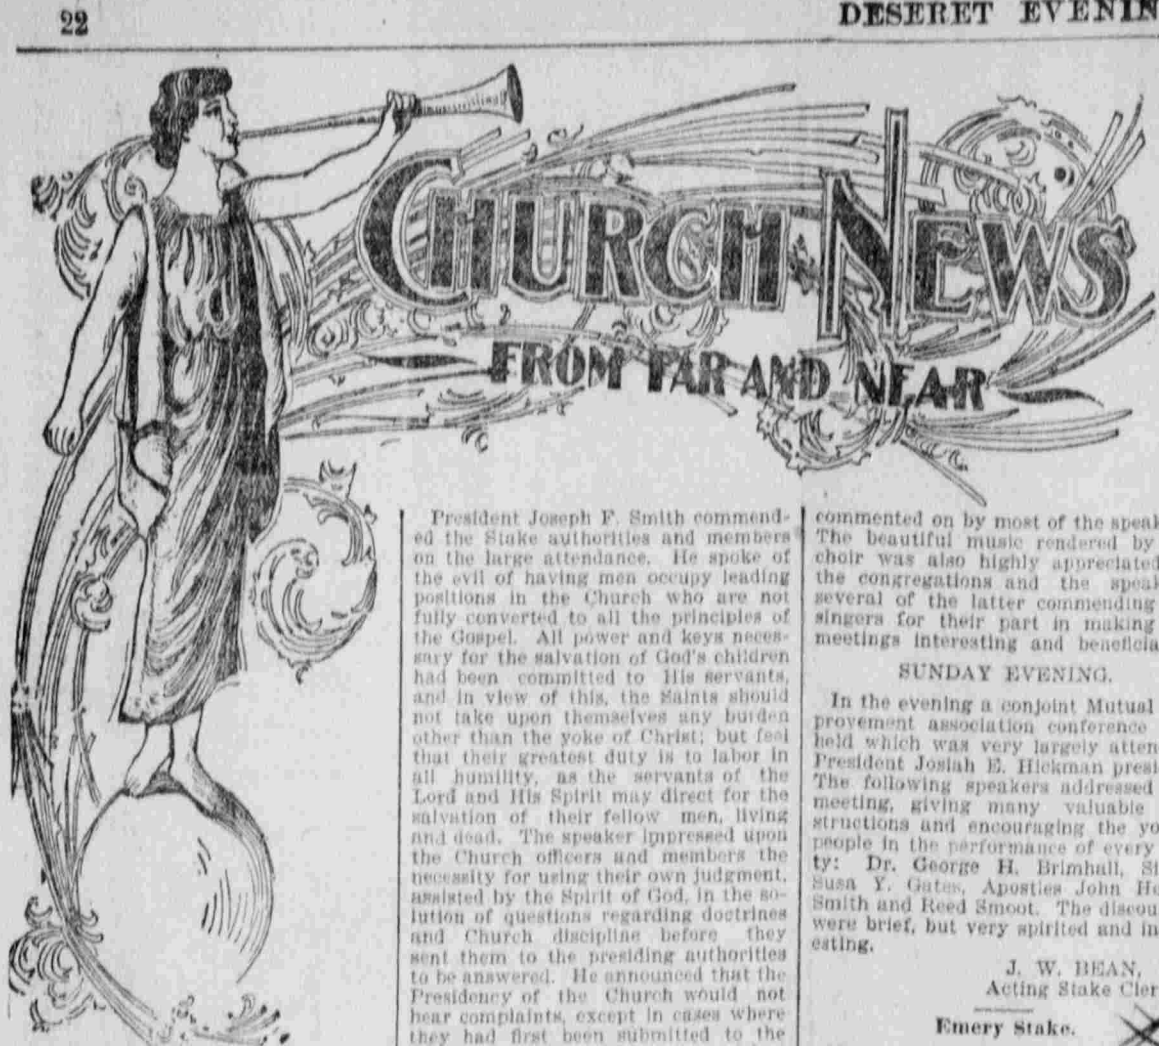 22
DESERET EVENIN
CHURCH NEWS
FROM FAR AND NEAR
President Joseph F. Smith commend-
ed the Stake authorities and members
on the large attendance. He spoke of
the evil of having men occupy leading
positions in the Church who are not
fully converted to all the principles of
the Gospel. All power and keys neces-
sary for the salvation of God's children
had been committed to His servants,
and in view of this, the Saints should
not take upon themselves any burden
other than the yoke of Christ; but feel
that their greatest duty is to labor in
all humility, as the servants of the
Lord and His Spirit may direct for the
salvation of their fellow men, living
and dead. The speaker impressed upon
the Church officers and members the
necessity for using their own judgment,
assisted by the Spirit of God, in the so-
lution of questions regarding doctrines
and Church discipline before they
sent them to the presiding authorities
to be answered. He announced that the
Presidency of the Church would not
hear complaints, except in cases where
they had first been submitted to the
commented on by most of the speak
The beautiful music rendered by
choir was also highly appreciated
the congregations and the speak
several of the latter commending
singers for their part in making
meetings interesting and beneficia
SUNDAY EVENING.
In the evening a conjoint Mutual
provement association conference
held which was very largely atten
President Josiah E. Hickman presi
The following speakers addressed
meeting, giving many valuable
structions and encouraging the yo
people in the performance of every
ty: Dr. George H. Brimhall, Si
Susa Y. Gates, Apostles John He
Smith and Reed Smoot. The discou
were brief, but very spirited and in
esting.
J. W. BEAN,
Acting Stake Cler
Emery Stake.